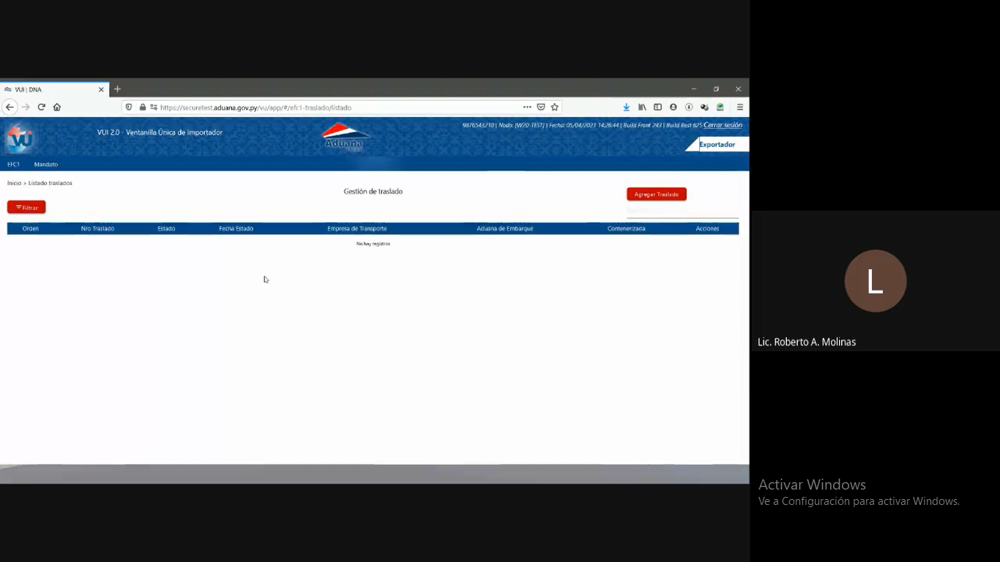 VUI | DNA
https://securetest.aduana.gov.py/vu/app/#/efc1-traslado/listado
VU
VUI 2.0 - Ventanilla Única de Importador
Aduana
9876543210 | Nodo: [W20-TEST] | Fecha: 05/04/2021 14:26:44 | Build Front 243 | Build Rest 625 Cerrar sesión
Exportador
EFC1 Mandato
Inicio > Listado traslados
Gestión de traslado
Agregar Traslado
Filtrar
Orden Nro Traslado Estado Fecha Estado Empresa de Transporte Aduana de Embarque Contenerizada Acciones
No hay registros
L
Lic. Roberto A. Molinas
Activar Windows
Ve a Configuración para activar Windows.